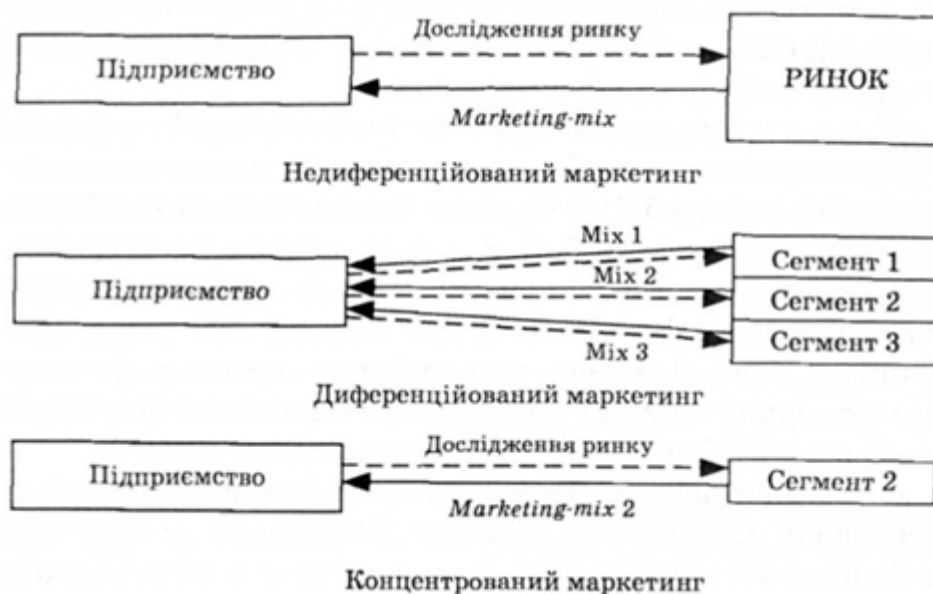 Дослідження ринку
Підприємство
РИНОК
Marketing-mix
Недиференційований маркетинг
Mix 1
Сегмент 1
Mix 2
Підприємство
Сегмент 2
Сегмент 3
Mix 3
Диференційований маркетинг
Дослідження ринку
Підприємство
Сегмент 2
Marketing-mix 2
Концентрований маркетинг